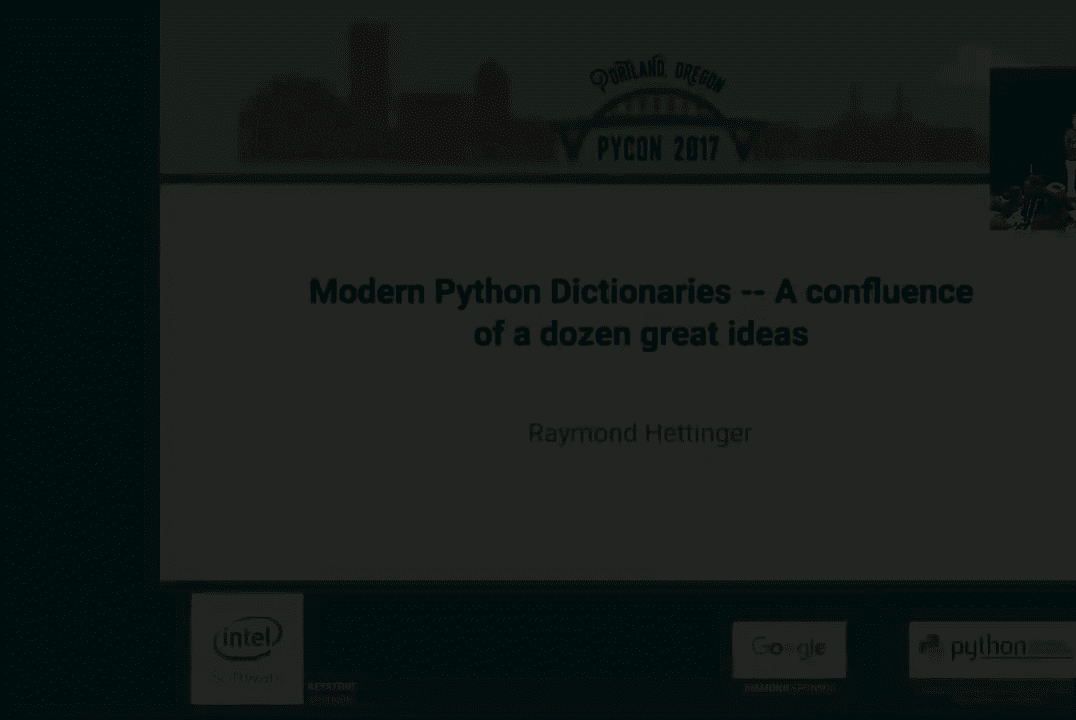 PORTLAND, OREGON
PYCON 2017
Modern Python Dictionaries -- A confluence
of a dozen great ideas
Raymond Hettinger
intel
Software
KEYSTONE
SPONSOR
Google
DIAMOND SPONSOR
python